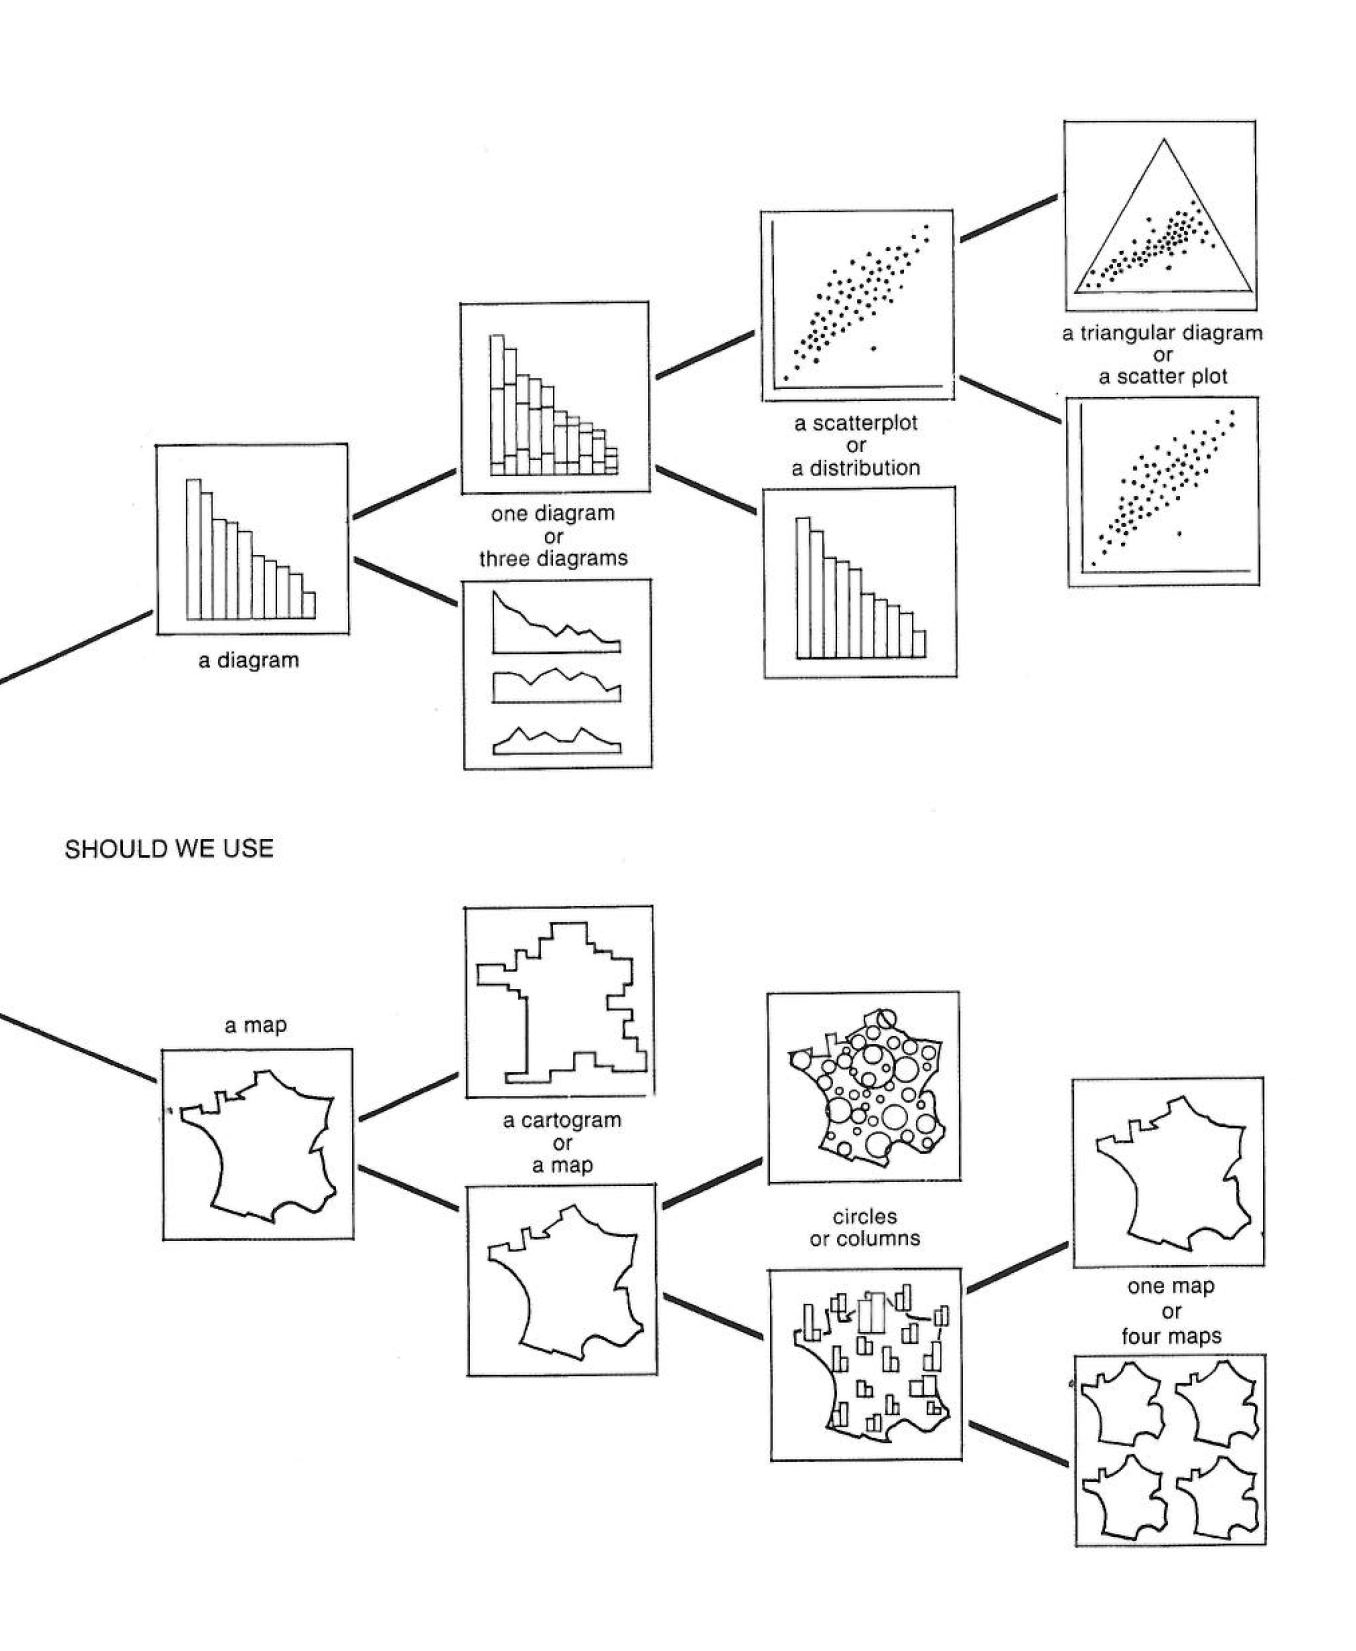 a triangular diagram
or
a scatter plot
a scatterplot
or
a distribution
one diagram
or
three diagrams
a diagram
SHOULD WE USE
a map
a cartogram
or
a map
circles
or columns
one map
or
four maps